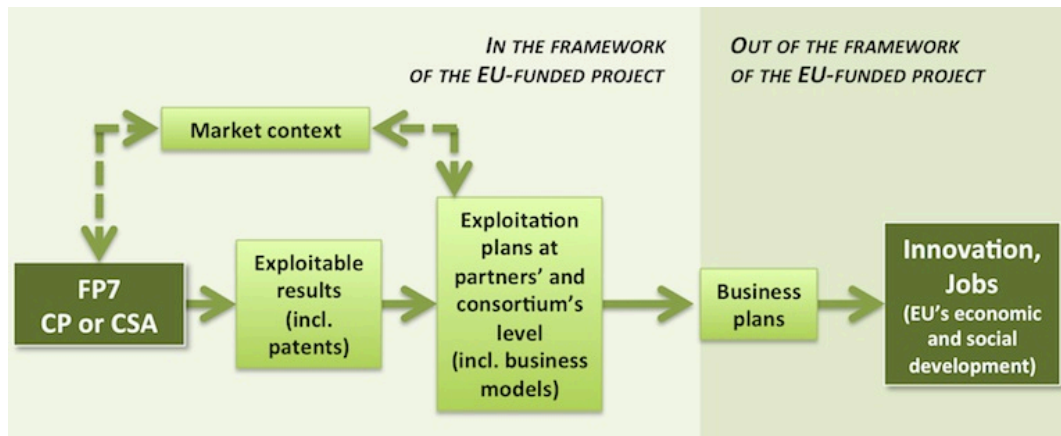 IN THE FRAMEWORK
OF THE EU-FUNDED PROJECT
OUT OF THE FRAMEWORK
OF THE EU-FUNDED PROJECT
Market context
FP7
CP or CSA
Exploitable
results
(incl.
patents)
Exploitation
plans at
partners’ and
consortium’s
level
(incl. business
models)
Business
plans
Innovation,
Jobs
(EU’s economic
and social
development)